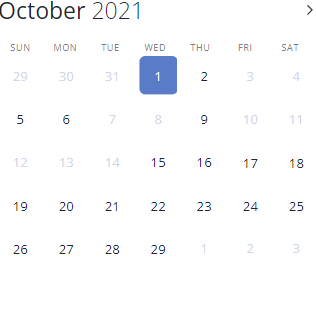 October 2021
SUN MON TUE WED THU FRI SAT
29 30 31 1 2 3 4
5 6 7 8 9 10 11
12 13 14 15 16 17 18
19 20 21 22 23 24 25
26 27 28 29 1 2 3